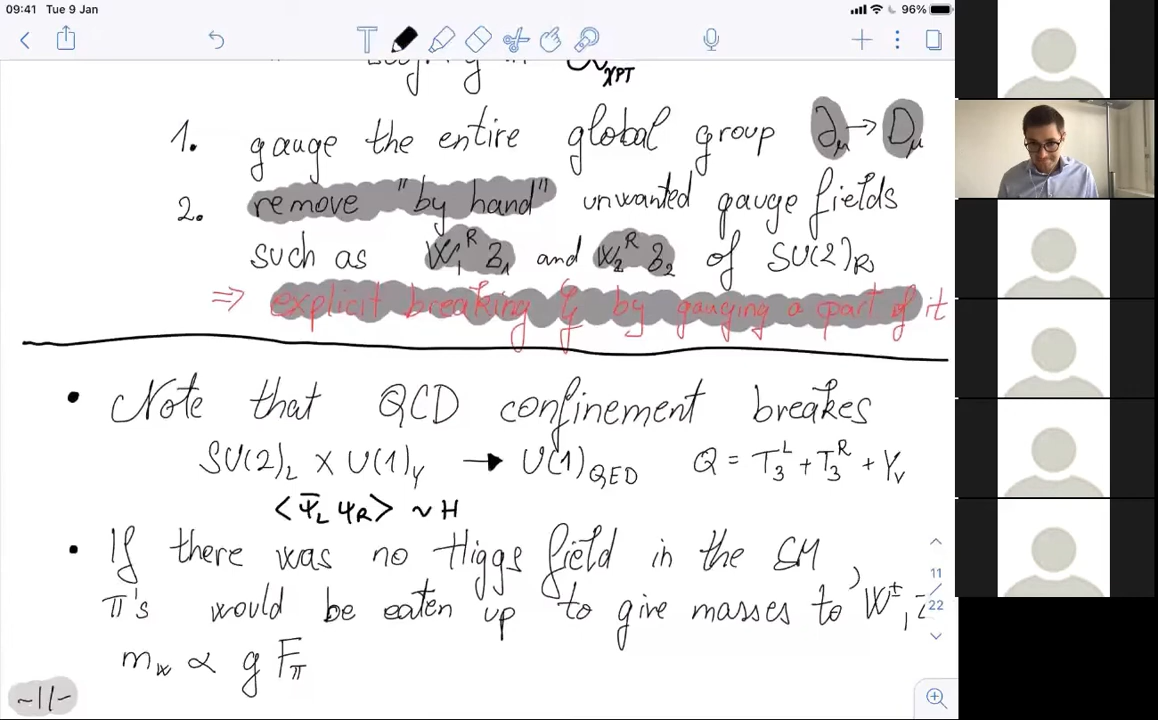 09:41 Tue 9 Jan
96%
χPT
1. gauge the entire global group ∂μ → Dμ
2. remove "by hand" unwanted gauge fields
such as W₁ᴿ B₁ and W₂ᴿ B₂ of SU(2)R
⇒ explicit breaking G by gauging a part of it
• Note that QCD confinement breakes
SU(2)L × U(1)Y → U(1)QED Q = T₃ᴸ + T₃ᴿ + YV
<Ψ̄L ΨR> ~ H
• If there was no Higgs field in the SM,
π's would be eaten up to give masses to W±, Z
mW ∝ g Fπ
-11-
11
22